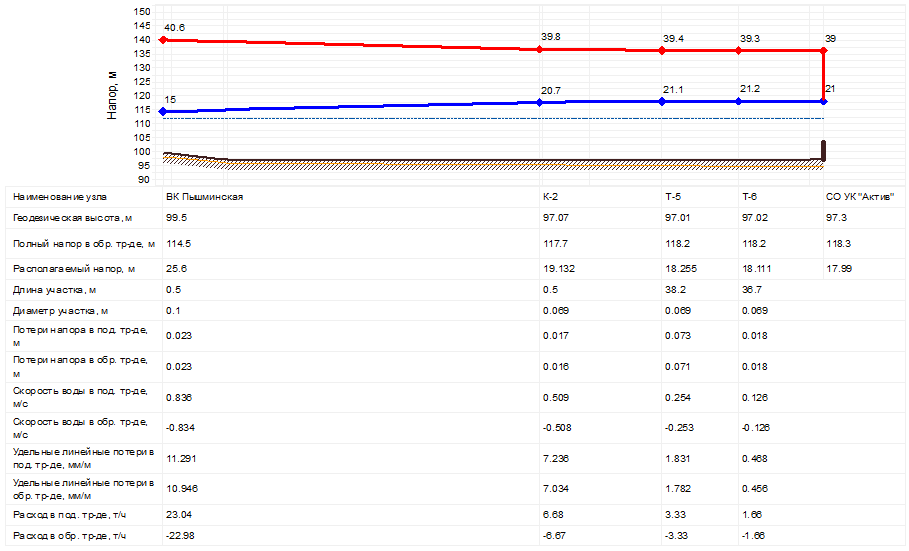 150
145
140
135
130
125
120
115
110
105
100
95
90
Напор, м
40.6 39.8 39.4 39.3 39
15 20.7 21.1 21.2 21
Наименование узла ВК Пышминская К-2 Т-5 Т-6 СО УК "Актив"
Геодезическая высота, м 99.5 97.07 97.01 97.02 97.3
Полный напор в обр. тр-де, м 114.5 117.7 118.2 118.2 118.3
Располагаемый напор, м 25.6 19.132 18.255 18.111 17.99
Длина участка, м 0.5 0.5 38.2 36.7
Диаметр участка, м 0.1 0.069 0.069 0.069
Потери напора в под. тр-де,
м 0.023 0.017 0.073 0.018
Потери напора в обр. тр-де,
м 0.023 0.016 0.071 0.018
Скорость воды в под. тр-де,
м/с 0.836 0.509 0.254 0.126
Скорость воды в обр. тр-де,
м/с -0.834 -0.508 -0.253 -0.126
Удельные линейные потери в
под. тр-де, мм/м 11.291 7.236 1.831 0.468
Удельные линейные потери в
обр. тр-де, мм/м 10.946 7.034 1.782 0.456
Расход в под. тр-де, т/ч 23.04 6.68 3.33 1.66
Расход в обр. тр-де, т/ч -22.98 -6.67 -3.33 -1.66